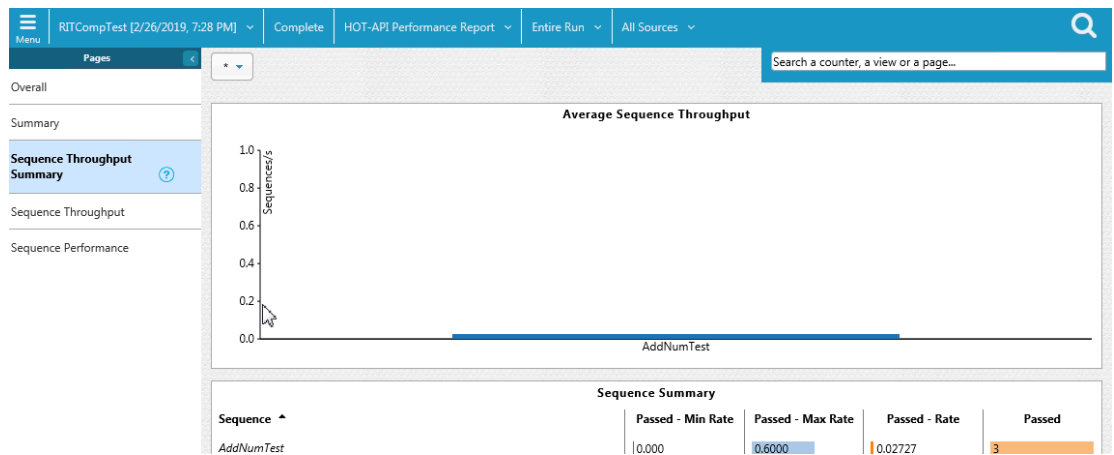 Menu
RITCompTest [2/26/2019, 7:28 PM]
Complete
HOT-API Performance Report
Entire Run
All Sources
Pages
Search a counter, a view or a page...
*
Overall
Summary
Sequence Throughput
Summary
Sequence Throughput
Sequence Performance
Average Sequence Throughput
Sequences/s
1.0
0.8
0.6
0.4
0.2
0.0
AddNumTest
Sequence Summary
Sequence Passed - Min Rate Passed - Max Rate Passed - Rate Passed
AddNumTest 0.000 0.6000 0.02727 3